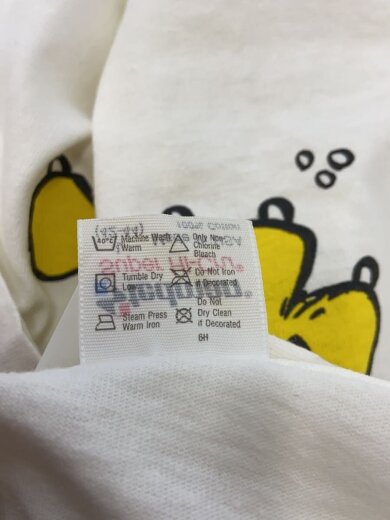 40°C Machine Wash
Warm
Only Non-
Chlorine
Bleach
Tumble Dry
Low
Do Not Iron
if Decorated
Steam Press
Warm Iron
Do Not
Dry Clean
if Decorated
6H